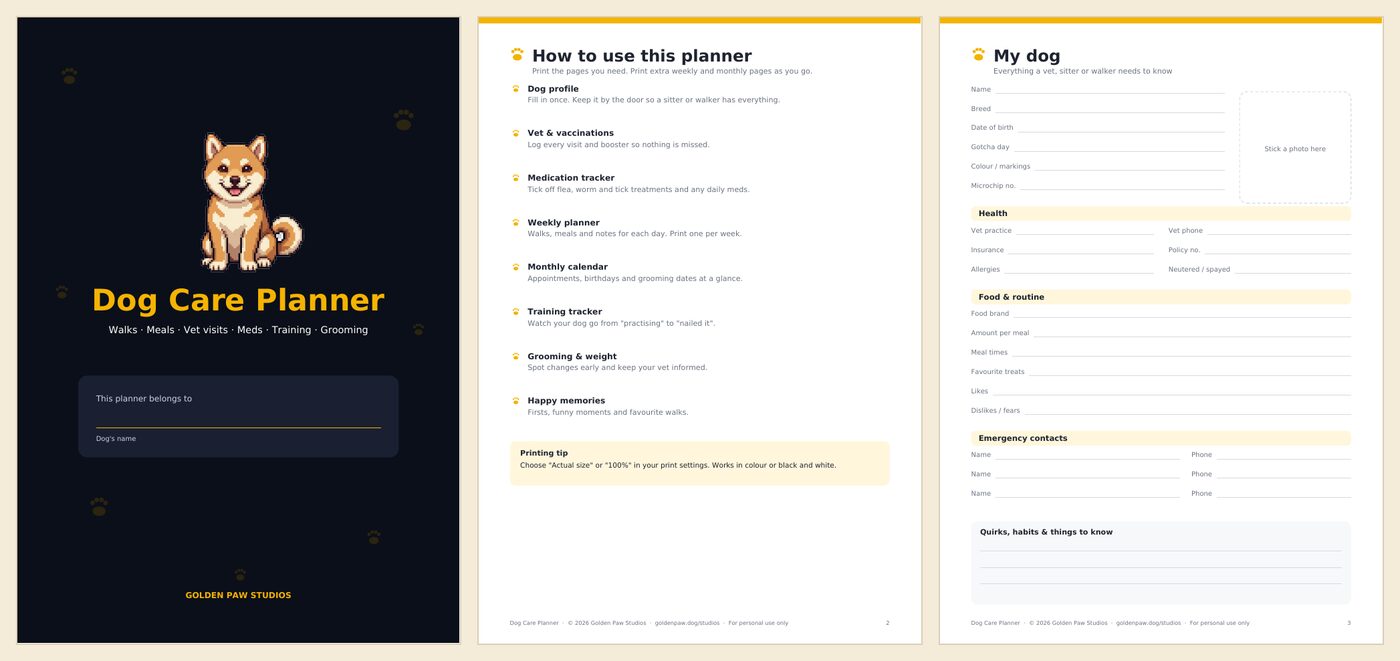 Dog Care Planner
Walks · Meals · Vet visits · Meds · Training · Grooming
This planner belongs to
Dog's name
GOLDEN PAW STUDIOS
How to use this planner
Print the pages you need. Print extra weekly and monthly pages as you go.
Dog profile
Fill in once. Keep it by the door so a sitter or walker has everything.
Vet & vaccinations
Log every visit and booster so nothing is missed.
Medication tracker
Tick off flea, worm and tick treatments and any daily meds.
Weekly planner
Walks, meals and notes for each day. Print one per week.
Monthly calendar
Appointments, birthdays and grooming dates at a glance.
Training tracker
Watch your dog go from "practising" to "nailed it".
Grooming & weight
Spot changes early and keep your vet informed.
Happy memories
Firsts, funny moments and favourite walks.
Printing tip
Choose "Actual size" or "100%" in your print settings. Works in colour or black and white.
Dog Care Planner · © 2026 Golden Paw Studios · goldenpaw.dog/studios · For personal use only 2
My dog
Everything a vet, sitter or walker needs to know
Name
Breed
Date of birth
Gotcha day
Colour / markings
Microchip no.
Stick a photo here
Health
Vet practice Vet phone
Insurance Policy no.
Allergies Neutered / spayed
Food & routine
Food brand
Amount per meal
Meal times
Favourite treats
Likes
Dislikes / fears
Emergency contacts
Name Phone
Name Phone
Name Phone
Quirks, habits & things to know
Dog Care Planner · © 2026 Golden Paw Studios · goldenpaw.dog/studios · For personal use only 3